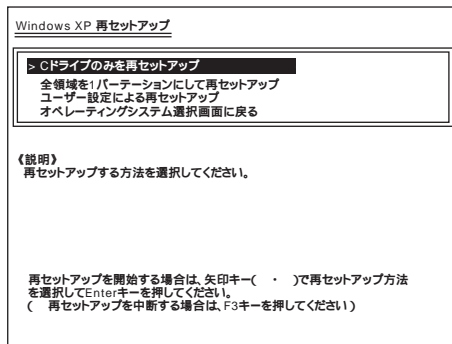 Windows XP 再セットアップ
> Cドライブのみを再セットアップ
全領域を1パーテーションにして再セットアップ
ユーザー設定による再セットアップ
オペレーティングシステム選択画面に戻る
《説明》
再セットアップする方法を選択してください。
再セットアップを開始する場合は、矢印キー( ・ )で再セットアップ方法
を選択してEnterキーを押してください。
( 再セットアップを中断する場合は、F3キーを押してください)